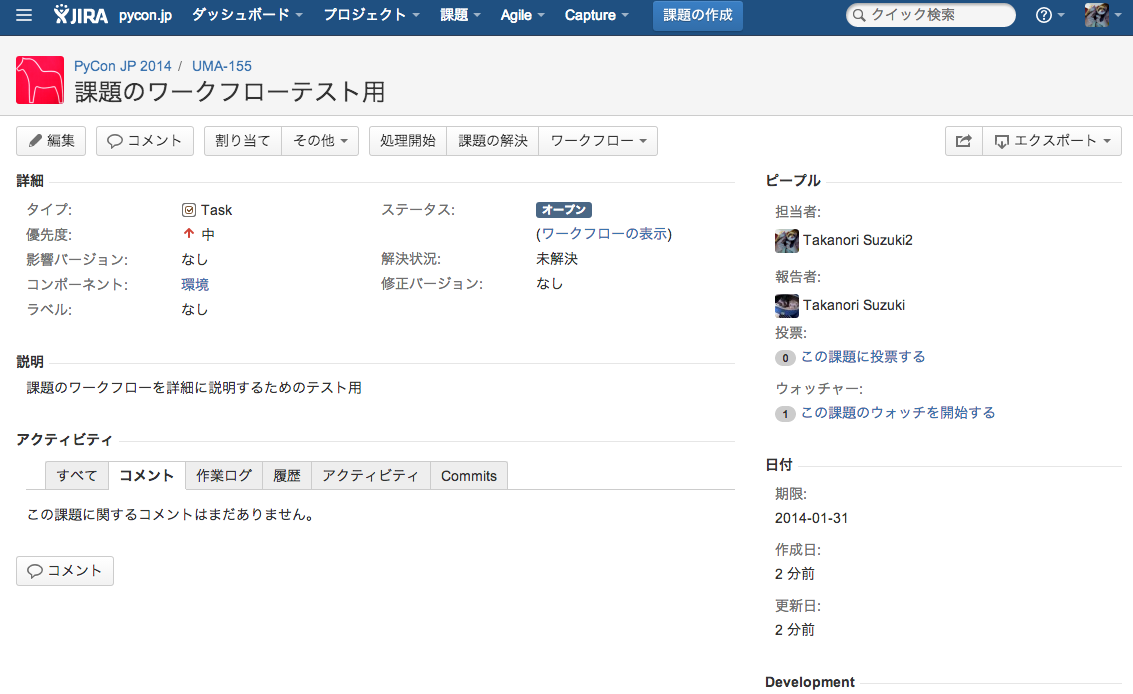 JIRA pycon.jp ダッシュボード プロジェクト 課題 Agile Capture 課題の作成 クイック検索
PyCon JP 2014 / UMA-155
課題のワークフローテスト用
編集 コメント 割り当て その他 処理開始 課題の解決 ワークフロー エクスポート
詳細
タイプ: Task ステータス: オープン
優先度: 中 (ワークフローの表示)
影響バージョン: なし 解決状況: 未解決
コンポーネント: 環境 修正バージョン: なし
ラベル: なし
説明
課題のワークフローを詳細に説明するためのテスト用
アクティビティ
すべて コメント 作業ログ 履歴 アクティビティ Commits
この課題に関するコメントはまだありません。
コメント
ピープル
担当者:
Takanori Suzuki2
報告者:
Takanori Suzuki
投票:
0 この課題に投票する
ウォッチャー:
1 この課題のウォッチを開始する
日付
期限:
2014-01-31
作成日:
2 分前
更新日:
2 分前
Development